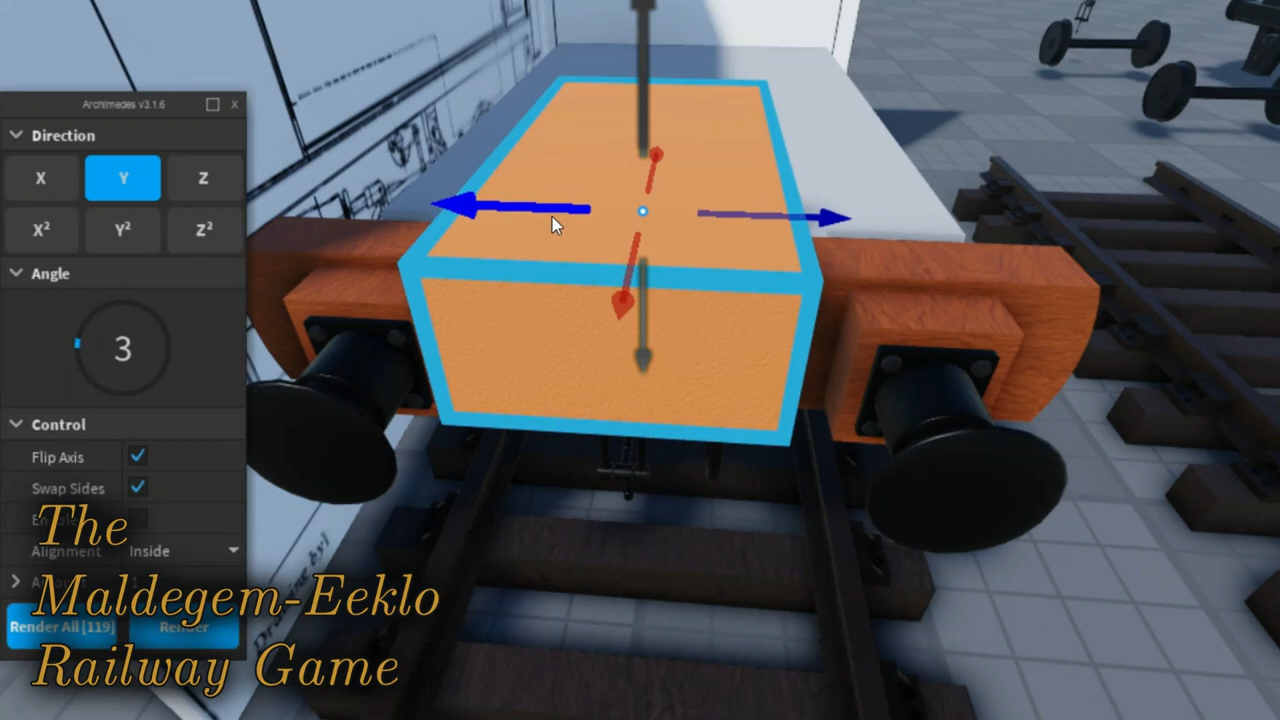 Archimedes v3.1.6
X
Direction
X Y Z
X² Y² Z²
Angle
3
Control
Flip Axis
Swap Sides
Alignment Inside
1
Render All [119] Render
The
Maldegem-Eeklo
Railway Game